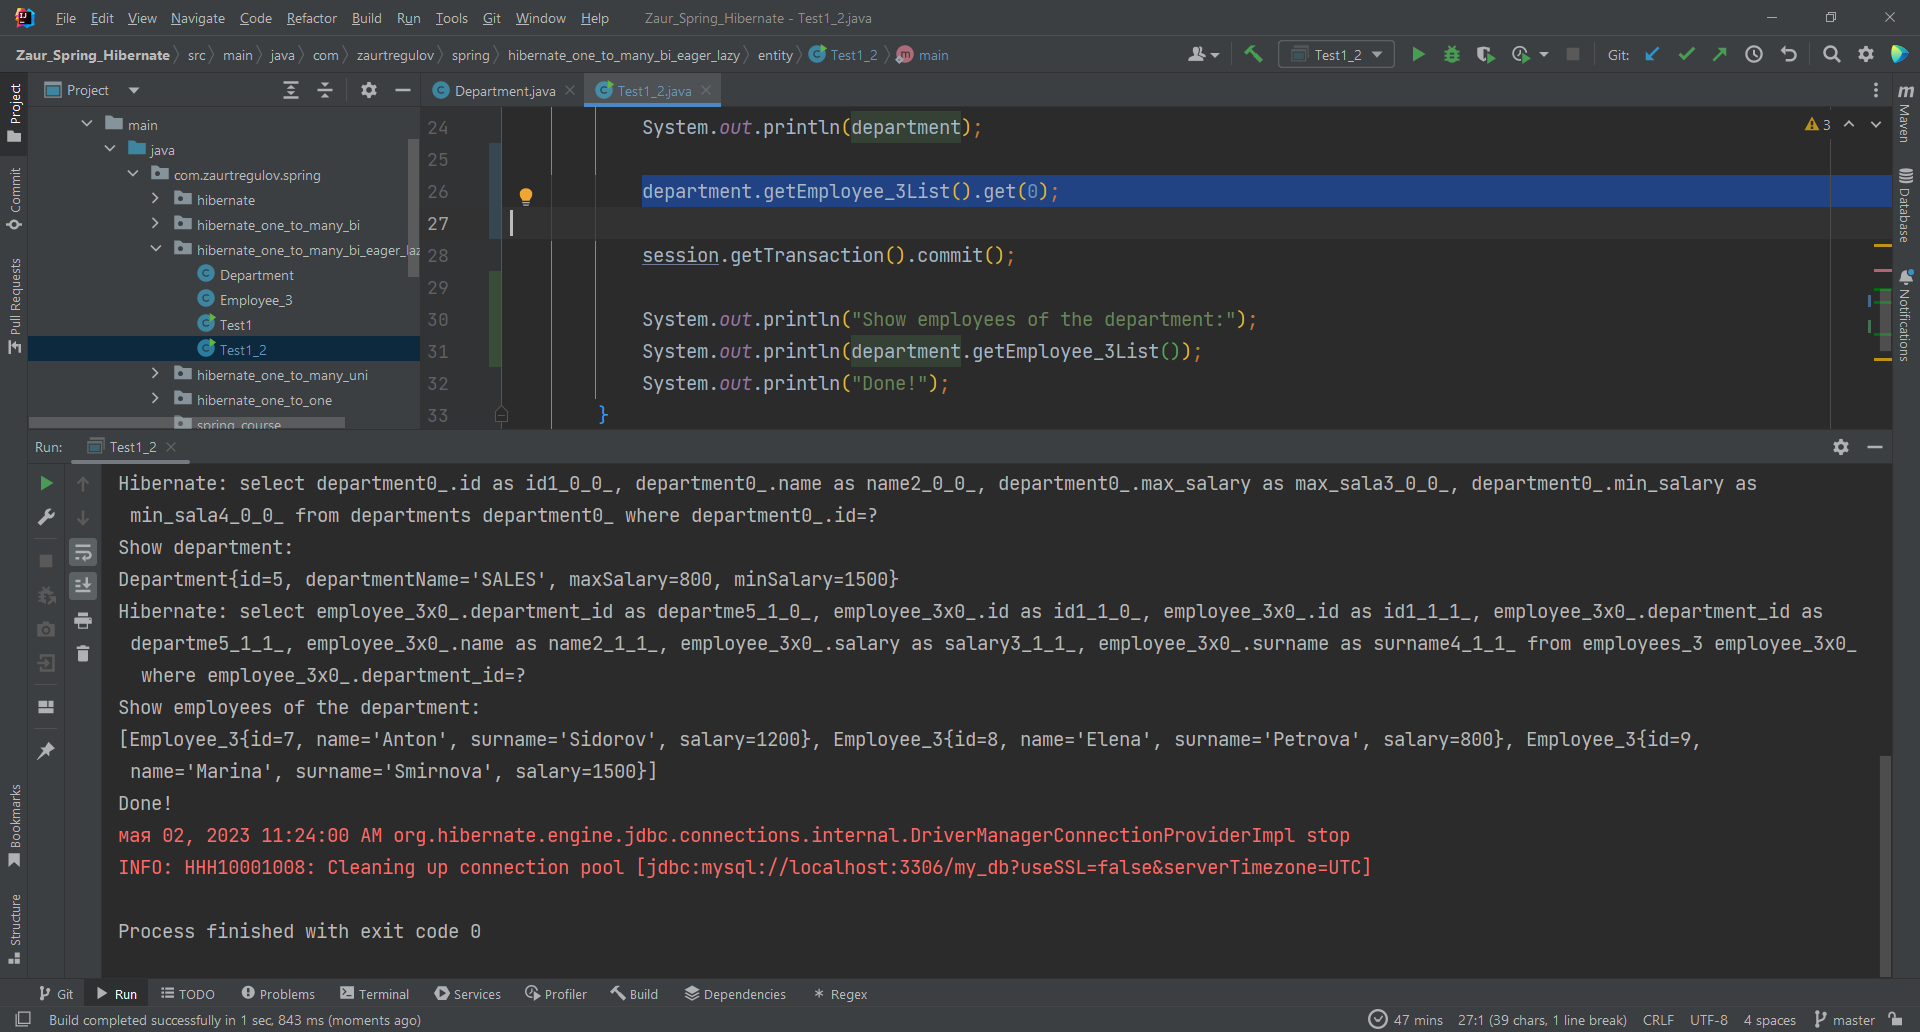 File Edit View Navigate Code Refactor Build Run Tools Git Window Help Zaur_Spring_Hibernate - Test1_2.java
Zaur_Spring_Hibernate src main java com zaurtregulov spring hibernate_one_to_many_bi_eager_lazy entity Test1_2 main Test1_2 Git:
Project
Department.java Test1_2.java
main
java
com.zaurtregulov.spring
hibernate
hibernate_one_to_many_bi
hibernate_one_to_many_bi_eager_laz
Department
Employee_3
Test1
Test1_2
hibernate_one_to_many_uni
hibernate_one_to_one
spring_course
Project
Commit
Pull Requests
Bookmarks
Structure
3
24 System.out.println(department);
25
26 department.getEmployee_3List().get(0);
27
28 session.getTransaction().commit();
29
30 System.out.println("Show employees of the department:");
31 System.out.println(department.getEmployee_3List());
32 System.out.println("Done!");
33 }
m Maven
Database
Notifications
Run: Test1_2
Hibernate: select department0_.id as id1_0_0_, department0_.name as name2_0_0_, department0_.max_salary as max_sala3_0_0_, department0_.min_salary as
min_sala4_0_0_ from departments department0_ where department0_.id=?
Show department:
Department{id=5, departmentName='SALES', maxSalary=800, minSalary=1500}
Hibernate: select employee_3x0_.department_id as departme5_1_0_, employee_3x0_.id as id1_1_0_, employee_3x0_.id as id1_1_1_, employee_3x0_.department_id as
departme5_1_1_, employee_3x0_.name as name2_1_1_, employee_3x0_.salary as salary3_1_1_, employee_3x0_.surname as surname4_1_1_ from employees_3 employee_3x0_
where employee_3x0_.department_id=?
Show employees of the department:
[Employee_3{id=7, name='Anton', surname='Sidorov', salary=1200}, Employee_3{id=8, name='Elena', surname='Petrova', salary=800}, Employee_3{id=9,
name='Marina', surname='Smirnova', salary=1500}]
Done!
мая 02, 2023 11:24:00 AM org.hibernate.engine.jdbc.connections.internal.DriverManagerConnectionProviderImpl stop
INFO: HHH10001008: Cleaning up connection pool [jdbc:mysql://localhost:3306/my_db?useSSL=false&serverTimezone=UTC]
Process finished with exit code 0
Git Run TODO Problems Terminal Services Profiler Build Dependencies Regex
Build completed successfully in 1 sec, 843 ms (moments ago) 47 mins 27:1 (39 chars, 1 line break) CRLF UTF-8 4 spaces master